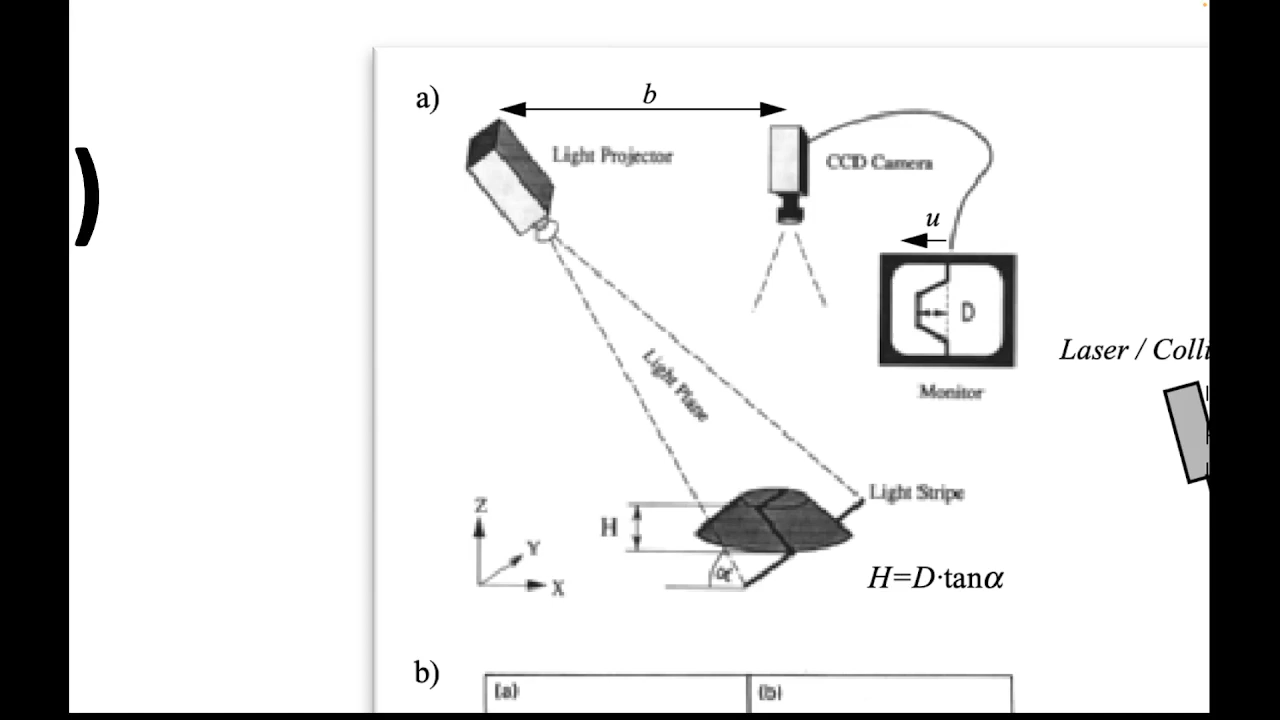 )
a)
b
Light Projector
CCD Camera
u
D
Laser / Coll
Monitor
Light Plane
Light Stripe
Z
H
Y
X
α
H=D·tanα
b)
(a)
(b)